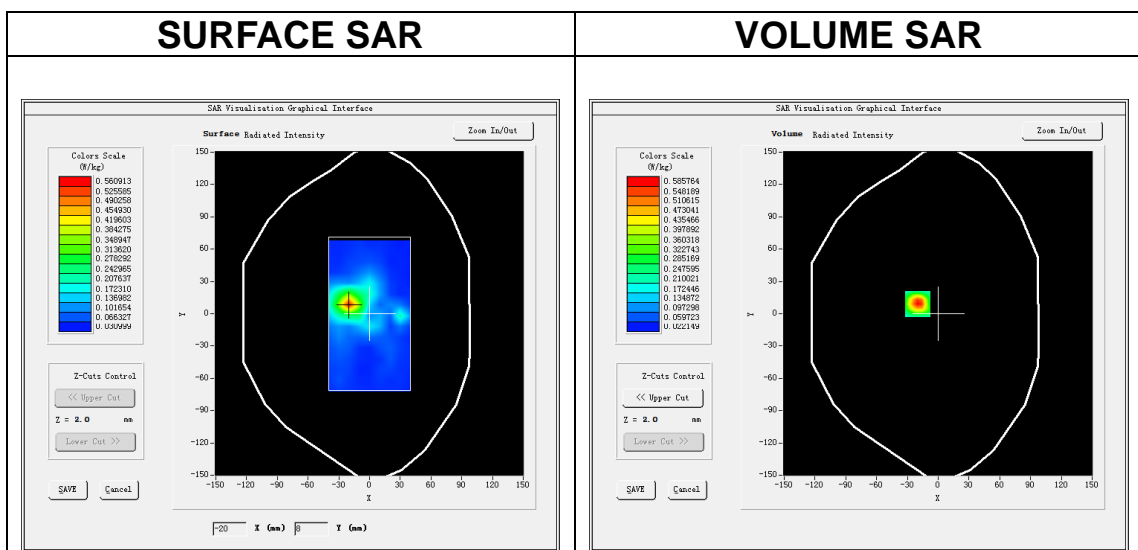 SURFACE SAR
VOLUME SAR
SAR Visualisation Graphical Interface
Surface Radiated Intensity
Zoom In/Out
Colors Scale
(W/kg)
0.560913
0.525585
0.490258
0.454930
0.419603
0.384275
0.348947
0.313620
0.278292
0.242965
0.207637
0.172310
0.136982
0.101654
0.066327
0.030999
150
120
90
60
30
0
-30
-60
-90
-120
-150
Y
-150 -120 -90 -60 -30 0 30 60 90 120 150
X
Z-Cuts Control
<< Upper Cut
Z = 2.0 mm
Lower Cut >>
SAVE Cancel
-20 X (mm) 8 Y (mm)
SAR Visualisation Graphical Interface
Volume Radiated Intensity
Zoom In/Out
Colors Scale
(W/kg)
0.585764
0.548189
0.510615
0.473041
0.435466
0.397892
0.360318
0.322743
0.285169
0.247595
0.210021
0.172446
0.134872
0.097298
0.059723
0.022149
150
120
90
60
30
0
-30
-60
-90
-120
-150
Y
-150 -120 -90 -60 -30 0 30 60 90 120 150
X
Z-Cuts Control
<< Upper Cut
Z = 2.0 mm
Lower Cut >>
SAVE Cancel